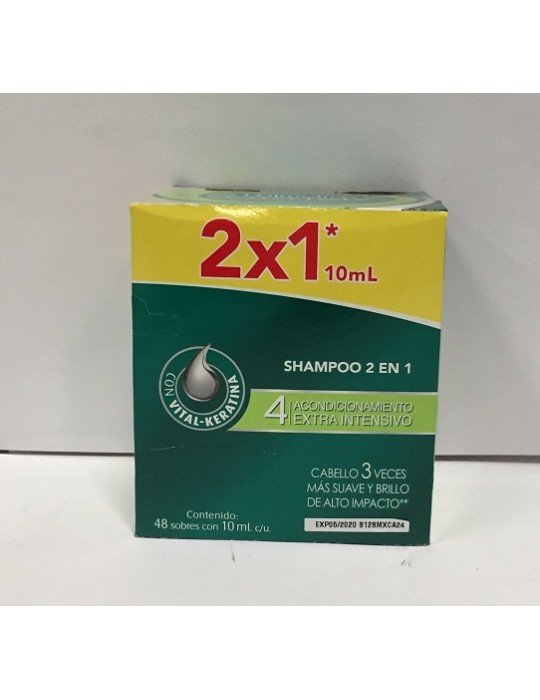 2x1*
10mL
CON VITAL-KERATINA
SHAMPOO 2 EN 1
4
ACONDICIONAMIENTO
EXTRA INTENSIVO
CABELLO 3 VECES
MÁS SUAVE Y BRILLO
DE ALTO IMPACTO**
EXP05/2020 8128MXCA24
Contenido:
48 sobres con 10 mL c/u.